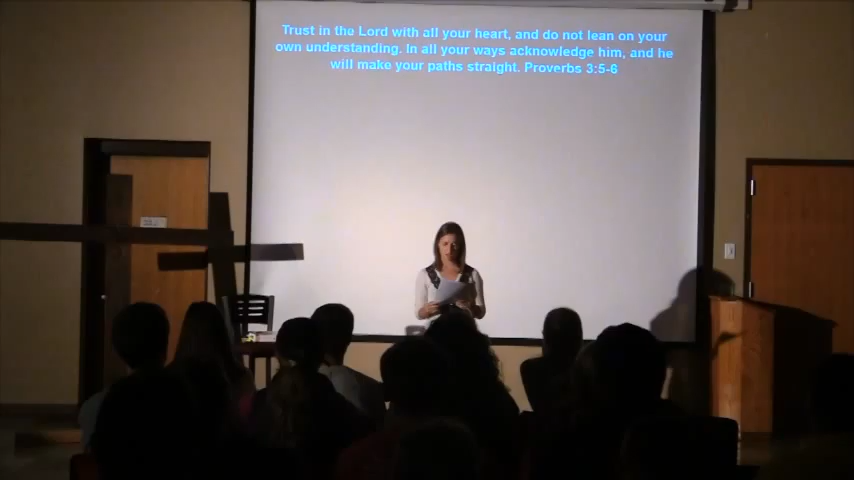 Trust in the Lord with all your heart, and do not lean on your
own understanding. In all your ways acknowledge him, and he
will make your paths straight. Proverbs 3:5-6